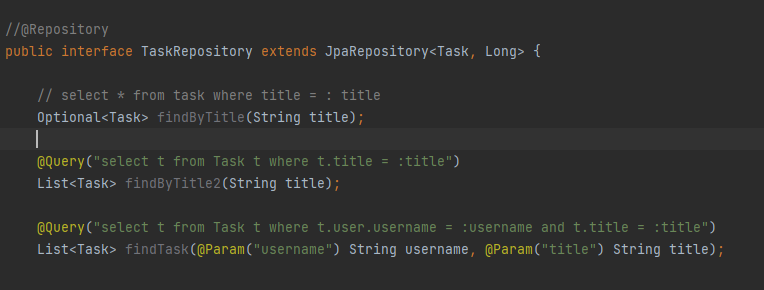 //@Repository
public interface TaskRepository extends JpaRepository<Task, Long> {
// select * from task where title = : title
Optional<Task> findByTitle(String title);
@Query("select t from Task t where t.title = :title")
List<Task> findByTitle2(String title);
@Query("select t from Task t where t.user.username = :username and t.title = :title")
List<Task> findTask(@Param("username") String username, @Param("title") String title);